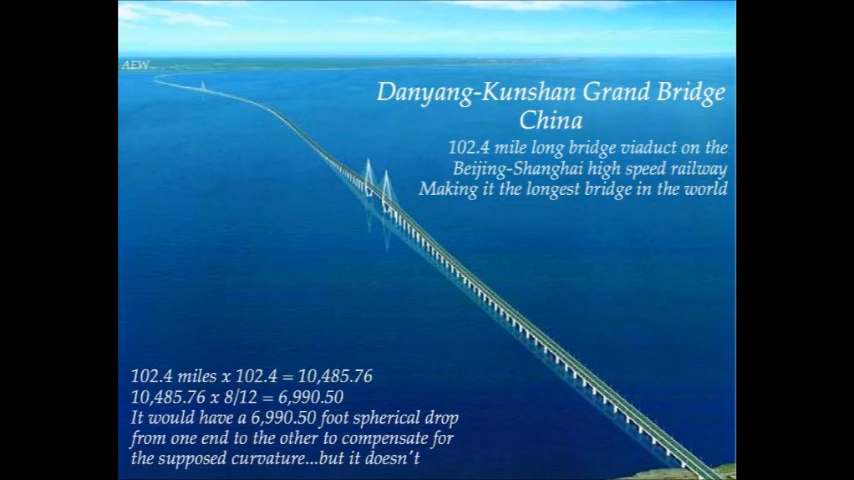 AEW
Danyang-Kunshan Grand Bridge
China
102.4 mile long bridge viaduct on the
Beijing-Shanghai high speed railway
Making it the longest bridge in the world
102.4 miles x 102.4 = 10,485.76
10,485.76 x 8/12 = 6,990.50
It would have a 6,990.50 foot spherical drop
from one end to the other to compensate for
the supposed curvature...but it doesn't